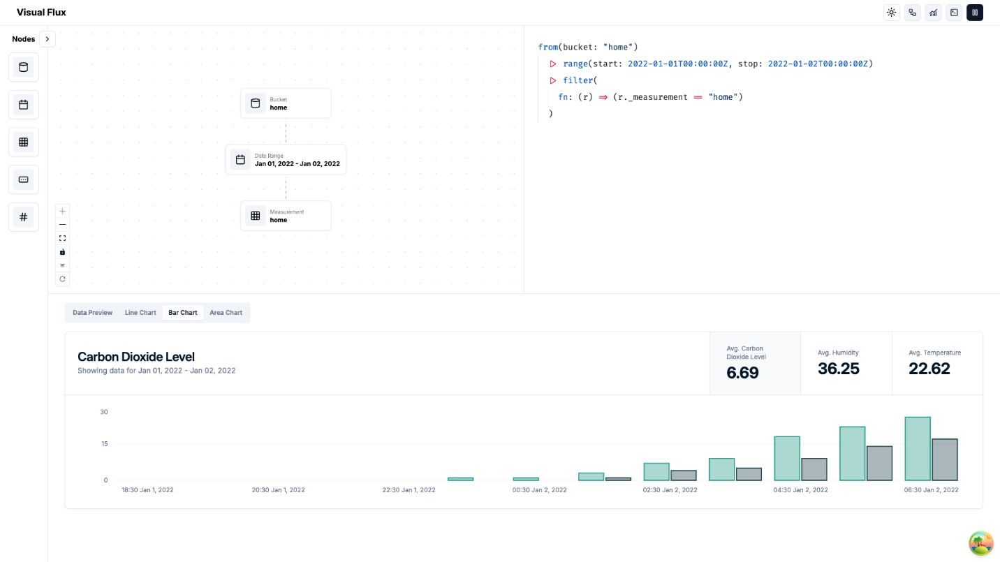 Visual Flux
Nodes
Bucket
home
Date Range
Jan 01, 2022 - Jan 02, 2022
Measurement
home
from(bucket: "home")
▷ range(start: 2022-01-01T00:00:00Z, stop: 2022-01-02T00:00:00Z)
▷ filter(
fn: (r) => (r._measurement == "home")
)
Data Preview Line Chart Bar Chart Area Chart
Carbon Dioxide Level
Showing data for Jan 01, 2022 - Jan 02, 2022
Avg. Carbon
Dioxide Level
6.69
Avg. Humidity
36.25
Avg. Temperature
22.62
30
15
0
18:30 Jan 1, 2022 20:30 Jan 1, 2022 22:30 Jan 1, 2022 00:30 Jan 2, 2022 02:30 Jan 2, 2022 04:30 Jan 2, 2022 06:30 Jan 2, 2022